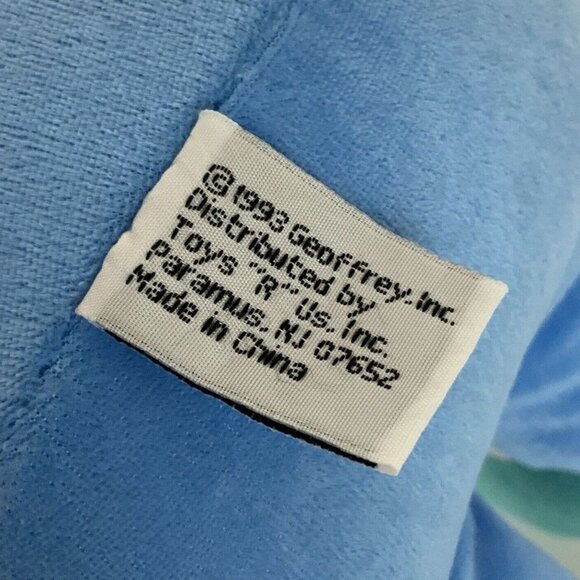 © 1993 Geoffrey, Inc.
Distributed by
Toys "R" Us, Inc.
Paramus, NJ 07652
Made in China